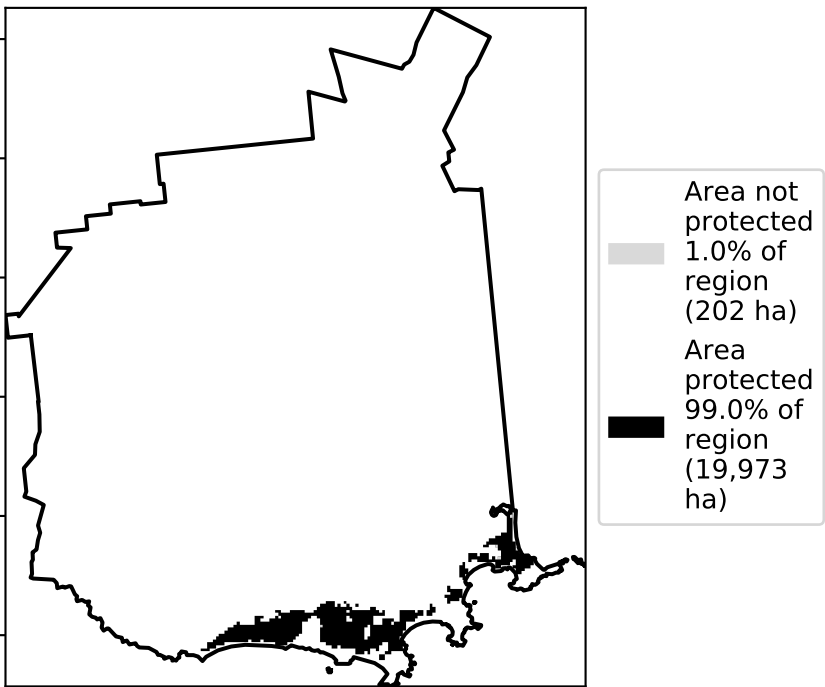 Area not
protected
1.0% of
region
(202 ha)
Area
protected
99.0% of
region
(19,973
ha)